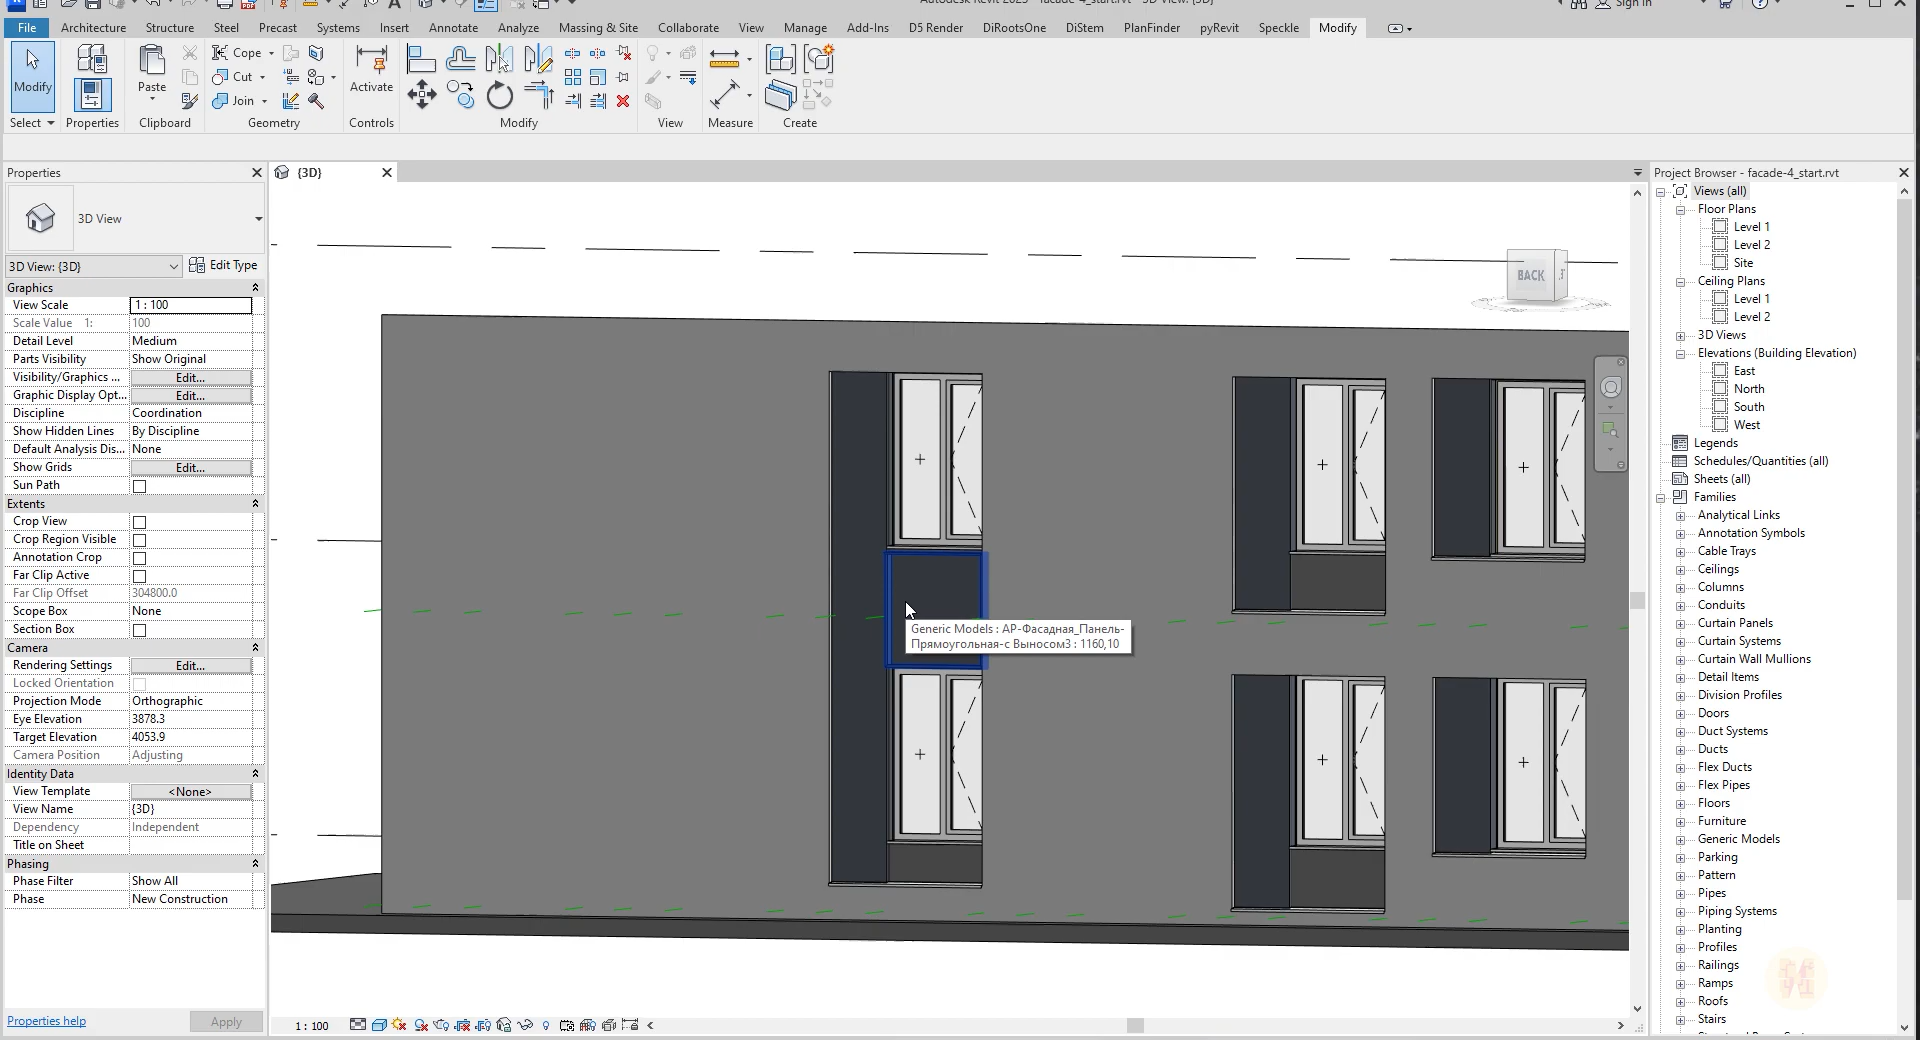 Autodesk Revit 2023 - facade-4_start.rvt - 3D View: {3D}
Sign In
File Architecture Structure Steel Precast Systems Insert Annotate Analyze Massing & Site Collaborate View Manage Add-Ins D5 Render DiRootsOne DiStem PlanFinder pyRevit Speckle Modify
Modify Paste Cope Cut Join Activate
Select Properties Clipboard Geometry Controls Modify View Measure Create
Properties
3D View
3D View: {3D} Edit Type
Graphics
View Scale 1 : 100
Scale Value 1: 100
Detail Level Medium
Parts Visibility Show Original
Visibility/Graphics ... Edit...
Graphic Display Opt... Edit...
Discipline Coordination
Show Hidden Lines By Discipline
Default Analysis Dis... None
Show Grids Edit...
Sun Path
Extents
Crop View
Crop Region Visible
Annotation Crop
Far Clip Active
Far Clip Offset 304800.0
Scope Box None
Section Box
Camera
Rendering Settings Edit...
Locked Orientation
Projection Mode Orthographic
Eye Elevation 3878.3
Target Elevation 4053.9
Camera Position Adjusting
Identity Data
View Template <None>
View Name {3D}
Dependency Independent
Title on Sheet
Phasing
Phase Filter Show All
Phase New Construction
Properties help Apply
{3D}
BACK
Generic Models : АР-Фасадная_Панель-
Прямоугольная-с Выносом3 : 1160,10
1 : 100
Project Browser - facade-4_start.rvt
Views (all)
Floor Plans
Level 1
Level 2
Site
Ceiling Plans
Level 1
Level 2
3D Views
Elevations (Building Elevation)
East
North
South
West
Legends
Schedules/Quantities (all)
Sheets (all)
Families
Analytical Links
Annotation Symbols
Cable Trays
Ceilings
Columns
Conduits
Curtain Panels
Curtain Systems
Curtain Wall Mullions
Detail Items
Division Profiles
Doors
Duct Systems
Ducts
Flex Ducts
Flex Pipes
Floors
Furniture
Generic Models
Parking
Pattern
Pipes
Piping Systems
Planting
Profiles
Railings
Ramps
Roofs
Stairs